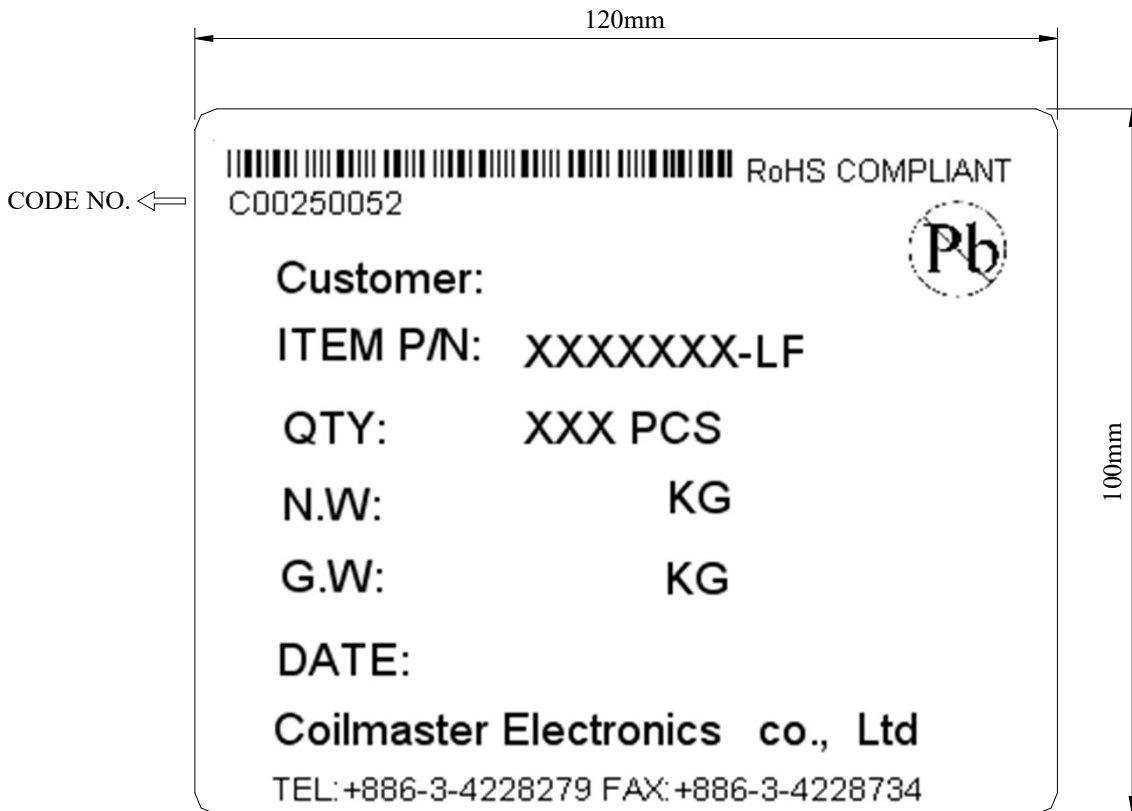 120mm
RoHS COMPLIANT
CODE NO.
C00250052
Pb
Customer:
ITEM P/N: XXXXXXX-LF
QTY: XXX PCS
N.W: KG
G.W: KG
100mm
DATE:
Coilmaster Electronics co., Ltd
TEL:+886-3-4228279 FAX:+886-3-4228734